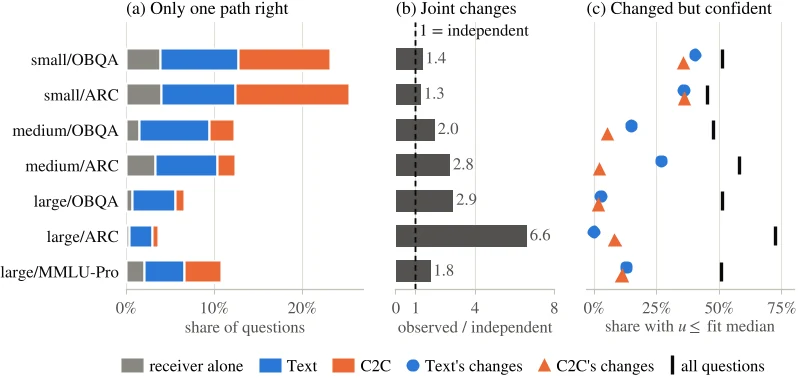 (a) Only one path right
(b) Joint changes
(c) Changed but confident
1 = independent
small/OBQA
small/ARC
medium/OBQA
medium/ARC
large/OBQA
large/ARC
large/MMLU-Pro
0% 10% 20%
share of questions
1.4
1.3
2.0
2.8
2.9
6.6
1.8
0 1 4 8
observed / independent
0% 25% 50% 75%
share with u ≤ fit median
receiver alone Text C2C Text's changes C2C's changes all questions